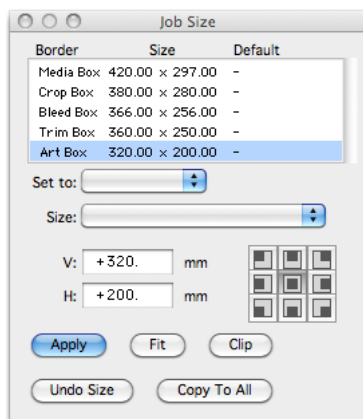 Job Size
Border Size Default
Media Box 420.00 × 297.00 –
Crop Box 380.00 × 280.00 –
Bleed Box 366.00 × 256.00 –
Trim Box 360.00 × 250.00 –
Art Box 320.00 × 200.00 –
Set to:
Size:
V: +320. mm
H: +200. mm
Apply Fit Clip
Undo Size Copy To All